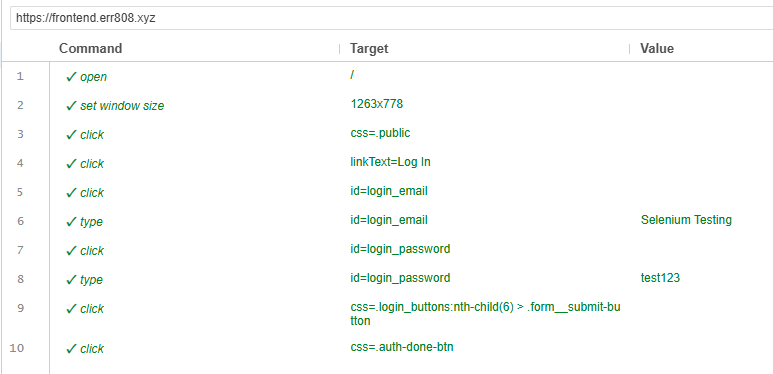 https://frontend.err808.xyz
Command Target Value
1 ✓ open /
2 ✓ set window size 1263x778
3 ✓ click css=.public
4 ✓ click linkText=Log In
5 ✓ click id=login_email
6 ✓ type id=login_email Selenium Testing
7 ✓ click id=login_password
8 ✓ type id=login_password test123
9 ✓ click css=.login_buttons:nth-child(6) > .form__submit-bu
tton
10 ✓ click css=.auth-done-btn